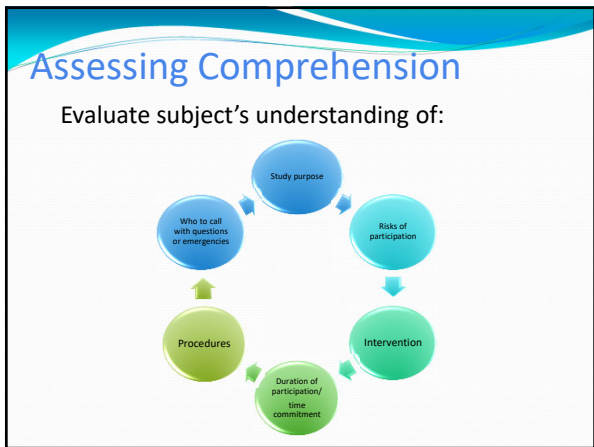 Assessing Comprehension
Evaluate subject's understanding of:
Study purpose
Risks of
participation
Intervention
Duration of
participation/
time
commitment
Procedures
Who to call
with questions
or emergencies